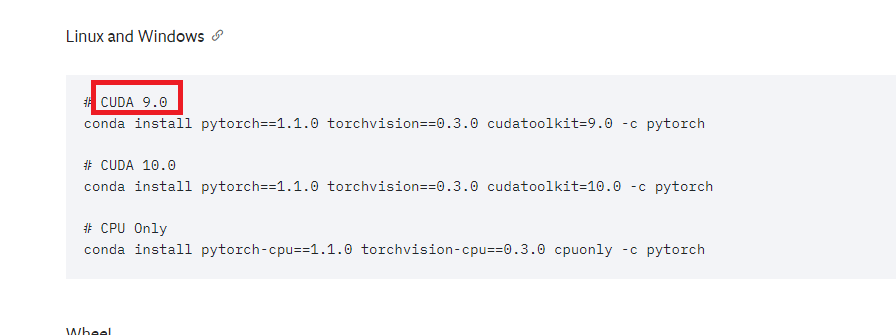 Linux and Windows
# CUDA 9.0
conda install pytorch==1.1.0 torchvision==0.3.0 cudatoolkit=9.0 -c pytorch
# CUDA 10.0
conda install pytorch==1.1.0 torchvision==0.3.0 cudatoolkit=10.0 -c pytorch
# CPU Only
conda install pytorch-cpu==1.1.0 torchvision-cpu==0.3.0 cpuonly -c pytorch
Wheel